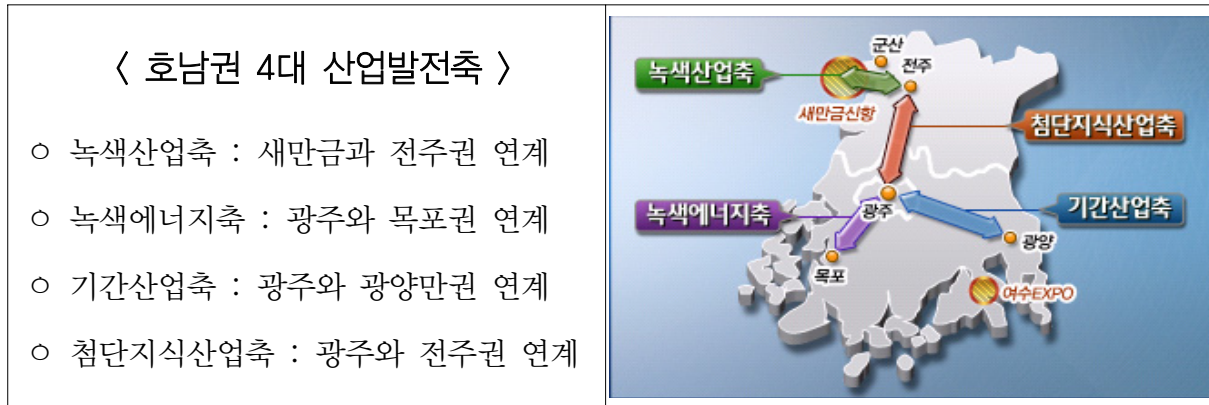 〈 호남권 4대 산업발전축 〉
ㅇ 녹색산업축 : 새만금과 전주권 연계
ㅇ 녹색에너지축 : 광주와 목포권 연계
ㅇ 기간산업축 : 광주와 광양만권 연계
ㅇ 첨단지식산업축 : 광주와 전주권 연계
군산
녹색산업축
전주
새만금신항
첨단지식산업축
녹색에너지축
광주
기간산업축
광양
목포
여수EXPO